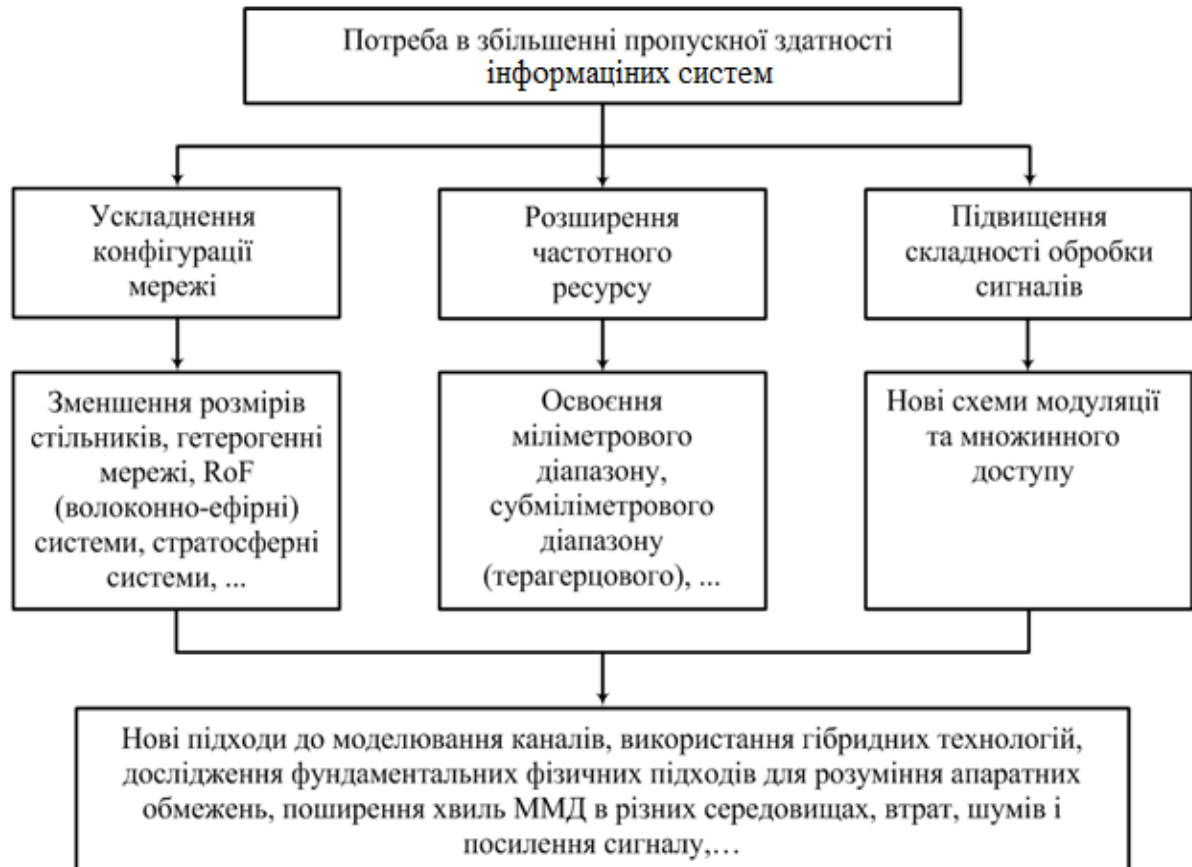 Потреба в збільшенні пропускної здатності
інформаціних систем
Ускладнення
конфігурації
мережі
Розширення
частотного
ресурсу
Підвищення
складності обробки
сигналів
Зменшення розмірів
стільників, гетерогенні
мережі, RoF
(волоконно-ефірні)
системи, стратосферні
системи, ...
Освоєння
міліметрового
діапазону,
субміліметрового
діапазону
(терагерцового), ...
Нові схеми модуляції
та множинного
доступу
Нові підходи до моделювання каналів, використання гібридних технологій,
дослідження фундаментальних фізичних підходів для розуміння апаратних
обмежень, поширення хвиль ММД в різних середовищах, втрат, шумів і
посилення сигналу,…